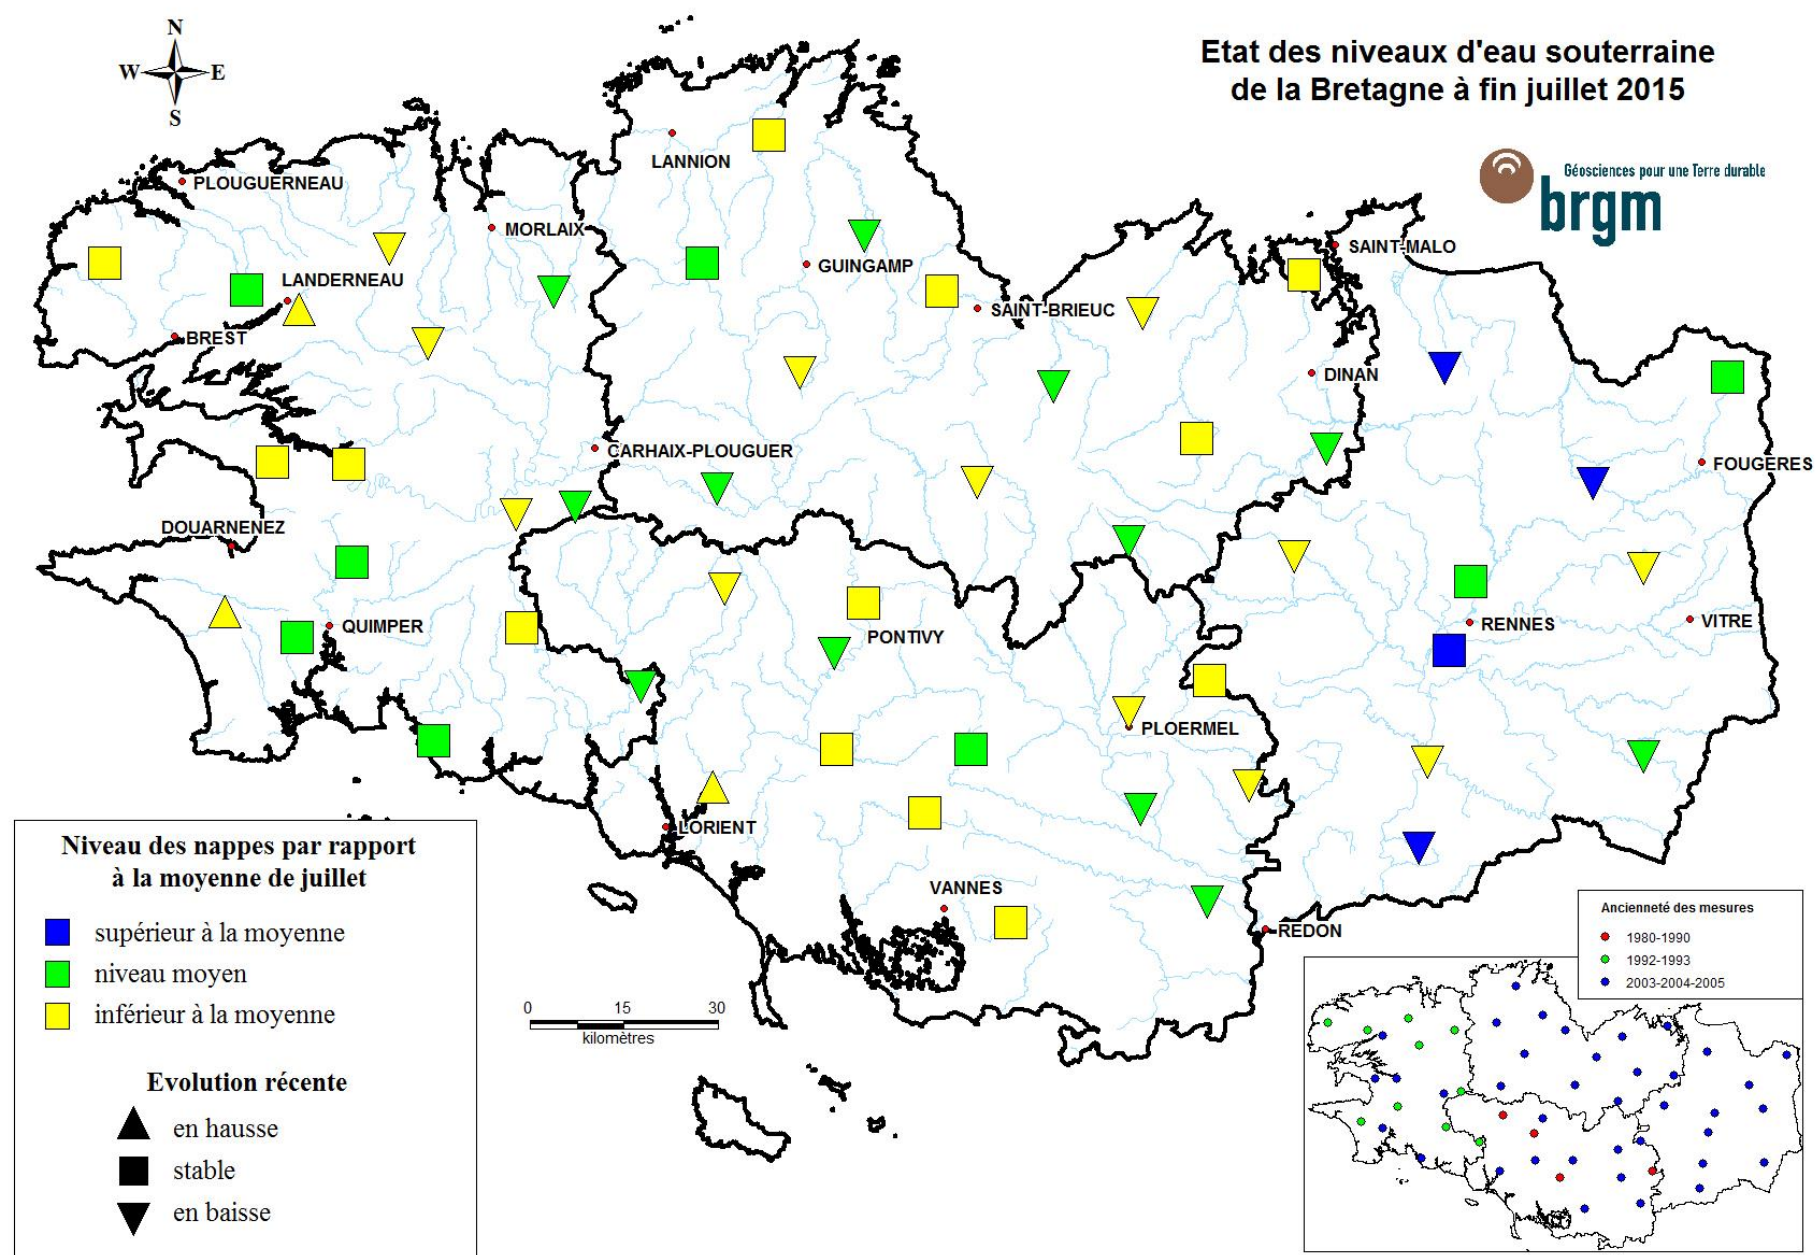 Etat des niveaux d'eau souterraine
de la Bretagne à fin juillet 2015
N
W
E
S
Géosciences pour une Terre durable
brgm
LANNION
PLOUGUERNEAU
MORLAIX
SAINT-MALO
GUINGAMP
LANDERNEAU
SAINT-BRIEUC
BREST
DINAN
CARHAIX-PLOUGUER
FOUGERES
DOUARNENEZ
QUIMPER
PONTIVY
RENNES
VITRE
PLOERMEL
LORIENT
VANNES
REDON
Niveau des nappes par rapport
à la moyenne de juillet
supérieur à la moyenne
niveau moyen
inférieur à la moyenne
Evolution récente
en hausse
stable
en baisse
0 15 30
kilomètres
Ancienneté des mesures
1980-1990
1992-1993
2003-2004-2005